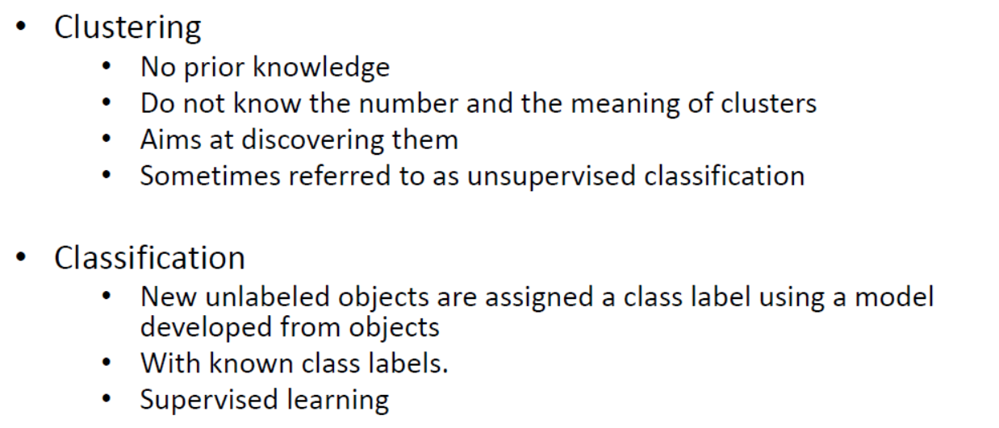 • Clustering
• No prior knowledge
• Do not know the number and the meaning of clusters
• Aims at discovering them
• Sometimes referred to as unsupervised classification
• Classification
• New unlabeled objects are assigned a class label using a model
developed from objects
• With known class labels.
• Supervised learning